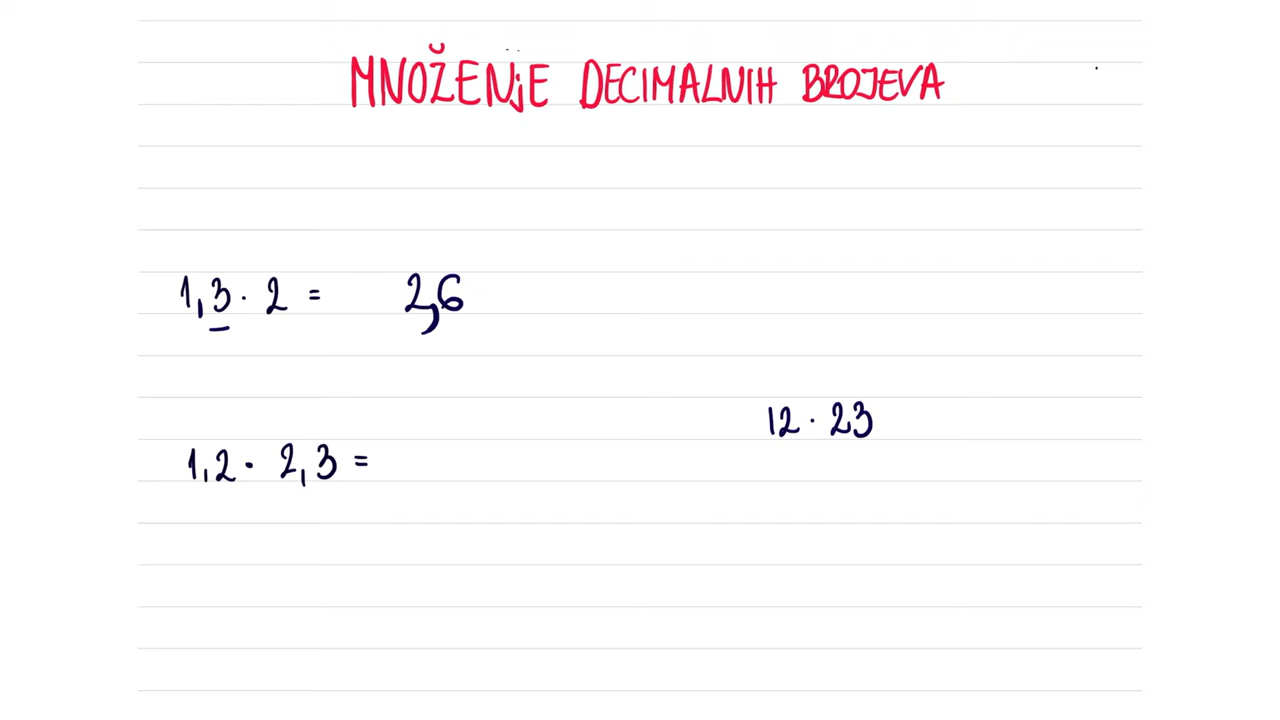 MNOŽENjE DECIMALNIH BROJEVA
1,3 · 2 = 2,6
12 · 23
1,2 · 2,3 =